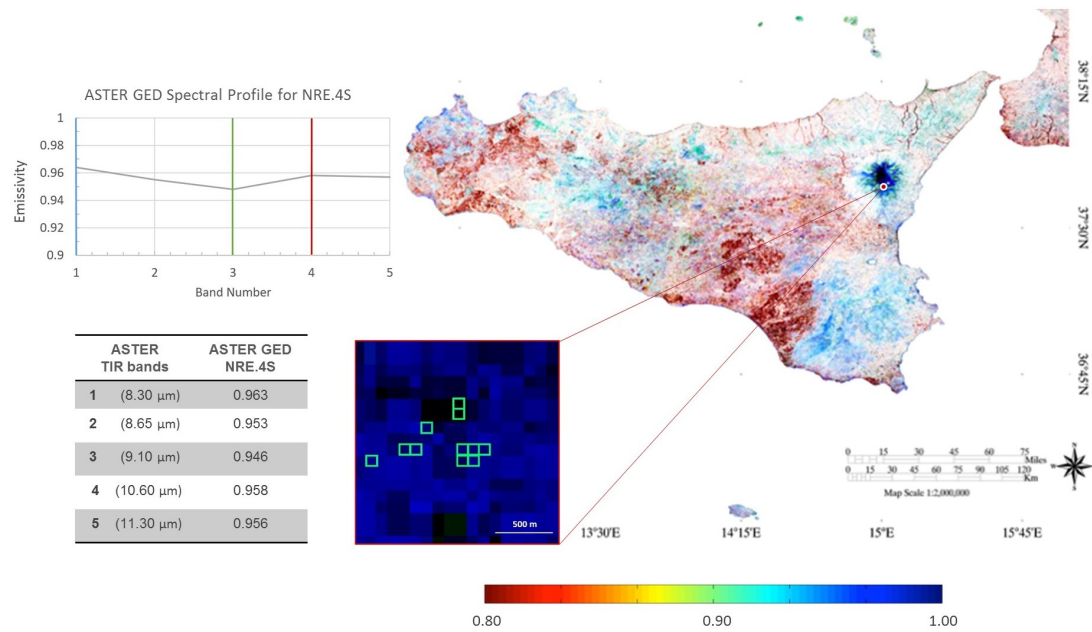 ASTER GED Spectral Profile for NRE.4S
1
0.98
0.96
0.94
0.92
0.9
Emissivity
1 2 3 4 5
Band Number
ASTER ASTER GED
TIR bands NRE.4S
1 (8.30 µm) 0.963
2 (8.65 µm) 0.953
3 (9.10 µm) 0.946
4 (10.60 µm) 0.958
5 (11.30 µm) 0.956
500 m
38°15'N
37°30'N
36°45'N
0 15 30 45 60 75
Miles
0 15 30 45 60 75 90 105 120
Km
Map Scale 1:2,000,000
N
W E
S
13°30'E 14°15'E 15°E 15°45'E
0.80 0.90 1.00